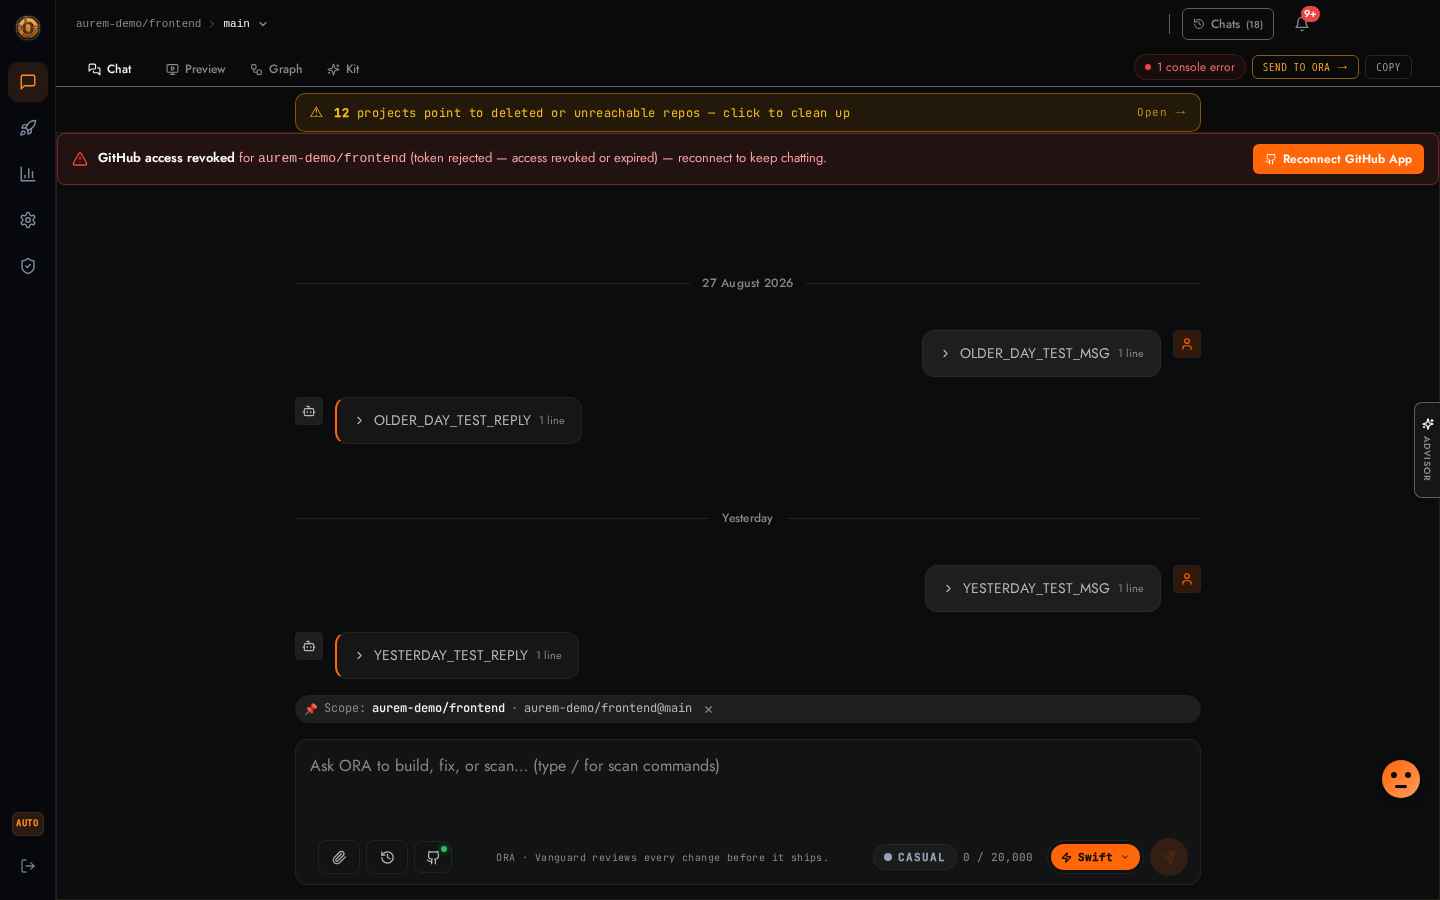 aurem-demo/frontend > main
Chats (18)
9+
Chat
Preview
Graph
Kit
1 console error
SEND TO ORA →
COPY
⚠ 12 projects point to deleted or unreachable repos — click to clean up
Open →
GitHub access revoked for aurem-demo/frontend (token rejected — access revoked or expired) — reconnect to keep chatting.
Reconnect GitHub App
27 August 2026
OLDER_DAY_TEST_MSG 1 line
OLDER_DAY_TEST_REPLY 1 line
ADVISOR
Yesterday
YESTERDAY_TEST_MSG 1 line
YESTERDAY_TEST_REPLY 1 line
📌 Scope: aurem-demo/frontend · aurem-demo/frontend@main ×
Ask ORA to build, fix, or scan... (type / for scan commands)
AUTO
ORA · Vanguard reviews every change before it ships.
CASUAL
0 / 20,000
Swift